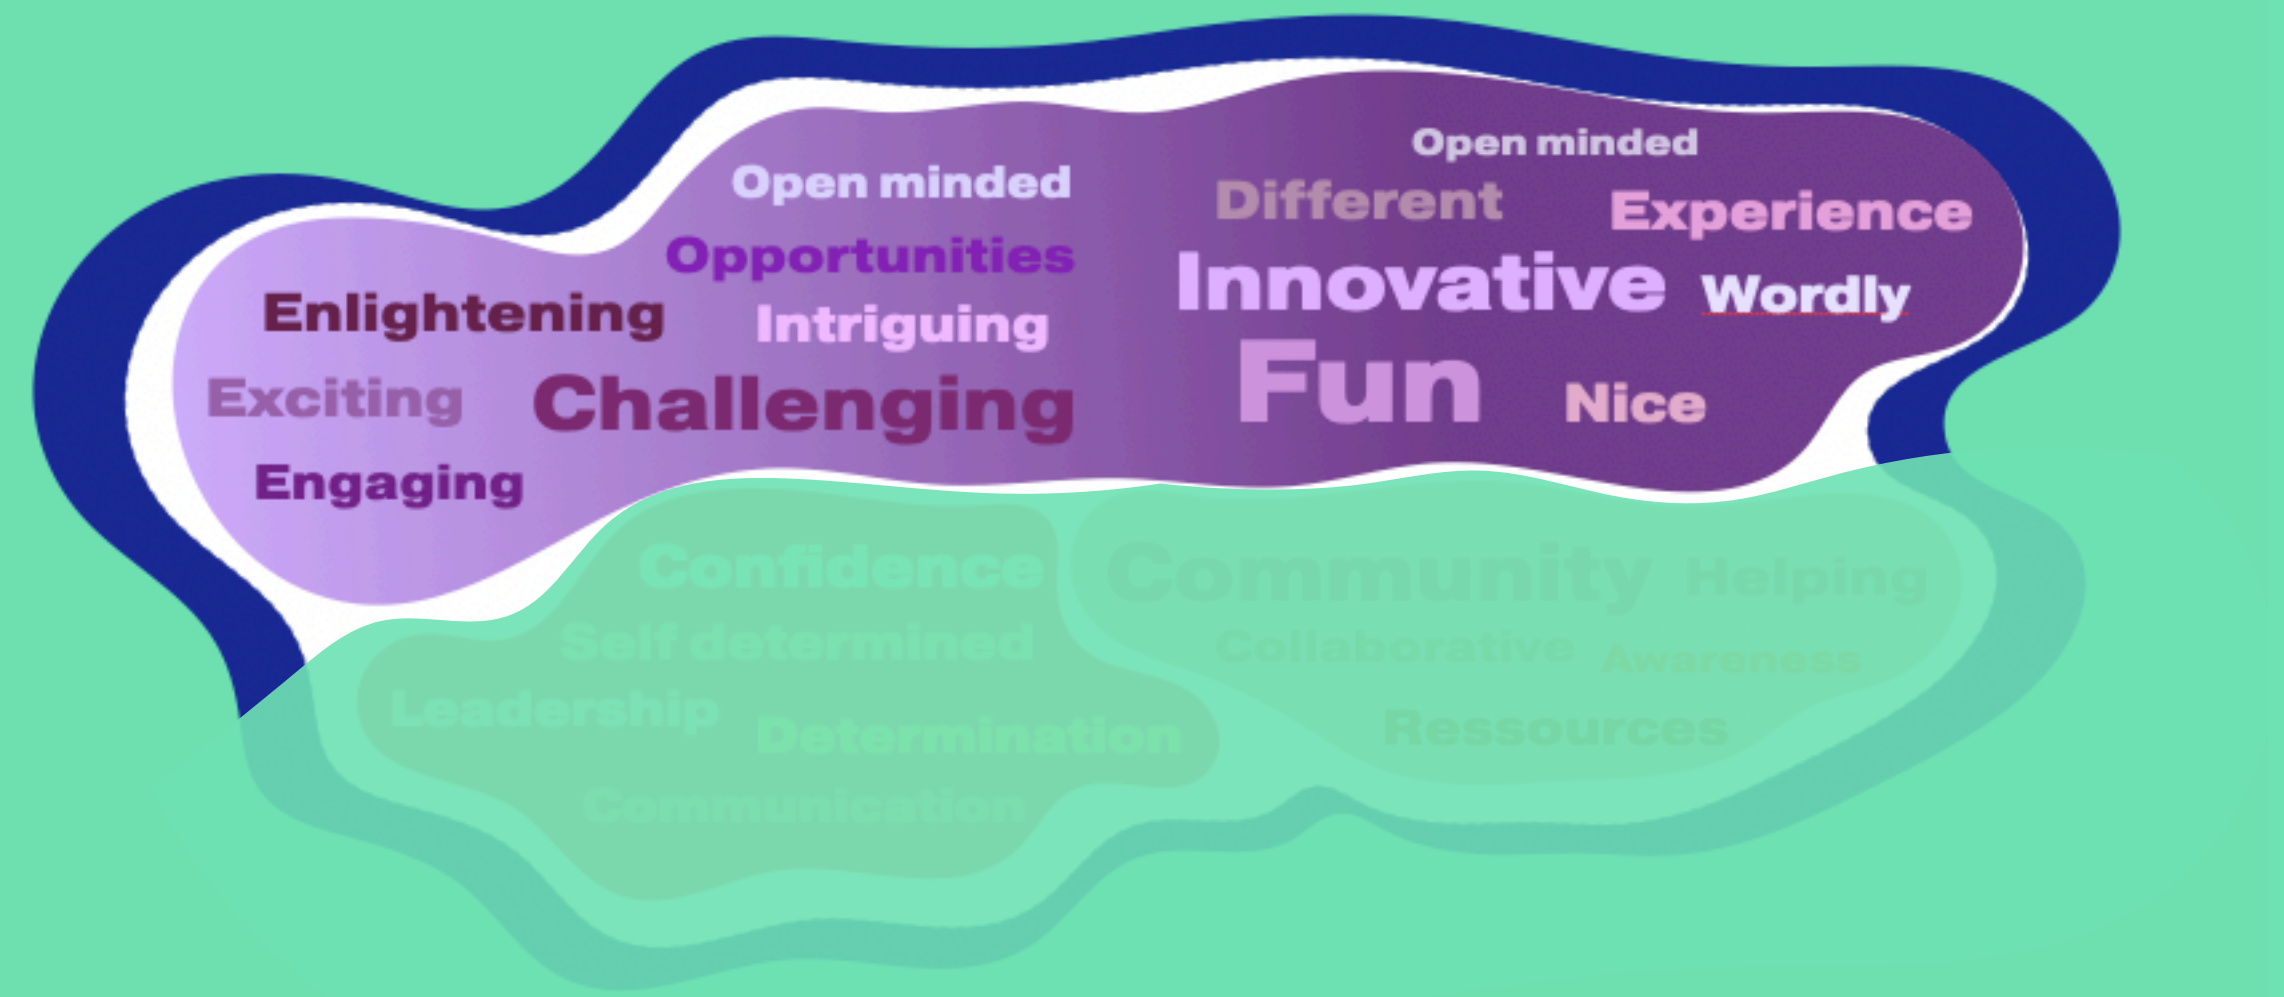 Open minded
Opportunities
Enlightening
Intriguing
Exciting
Challenging
Engaging
Open minded
Different
Experience
Innovative
Wordly
Fun
Nice
Confidence
Self determined
Leadership
Determination
Communication
Community
Helping
Collaborative
Awareness
Ressources